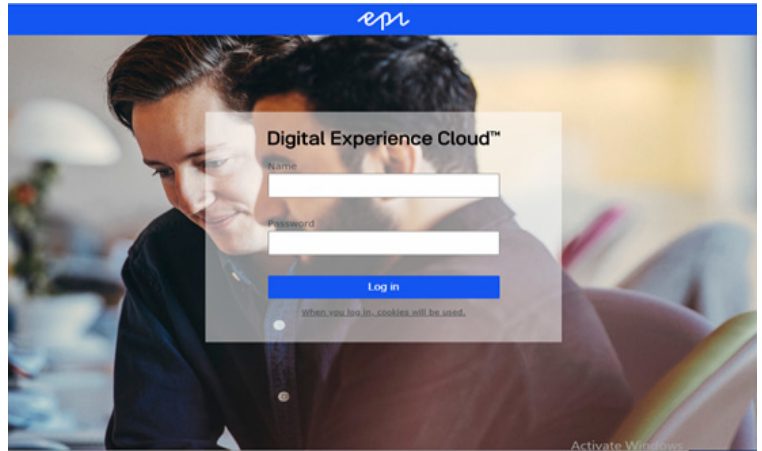 epi
Digital Experience Cloud™
Name
Password
Log in
When you log in, cookies will be used.
Activate Windows